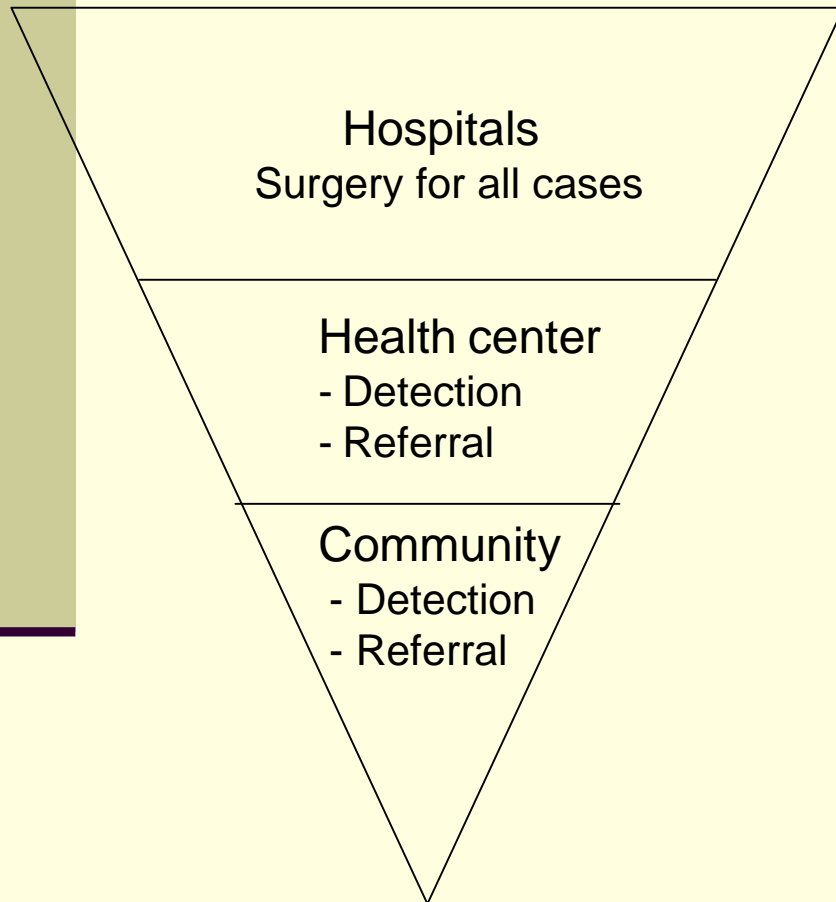 Hospitals
Surgery for all cases
Health center
- Detection
- Referral
Community
- Detection
- Referral